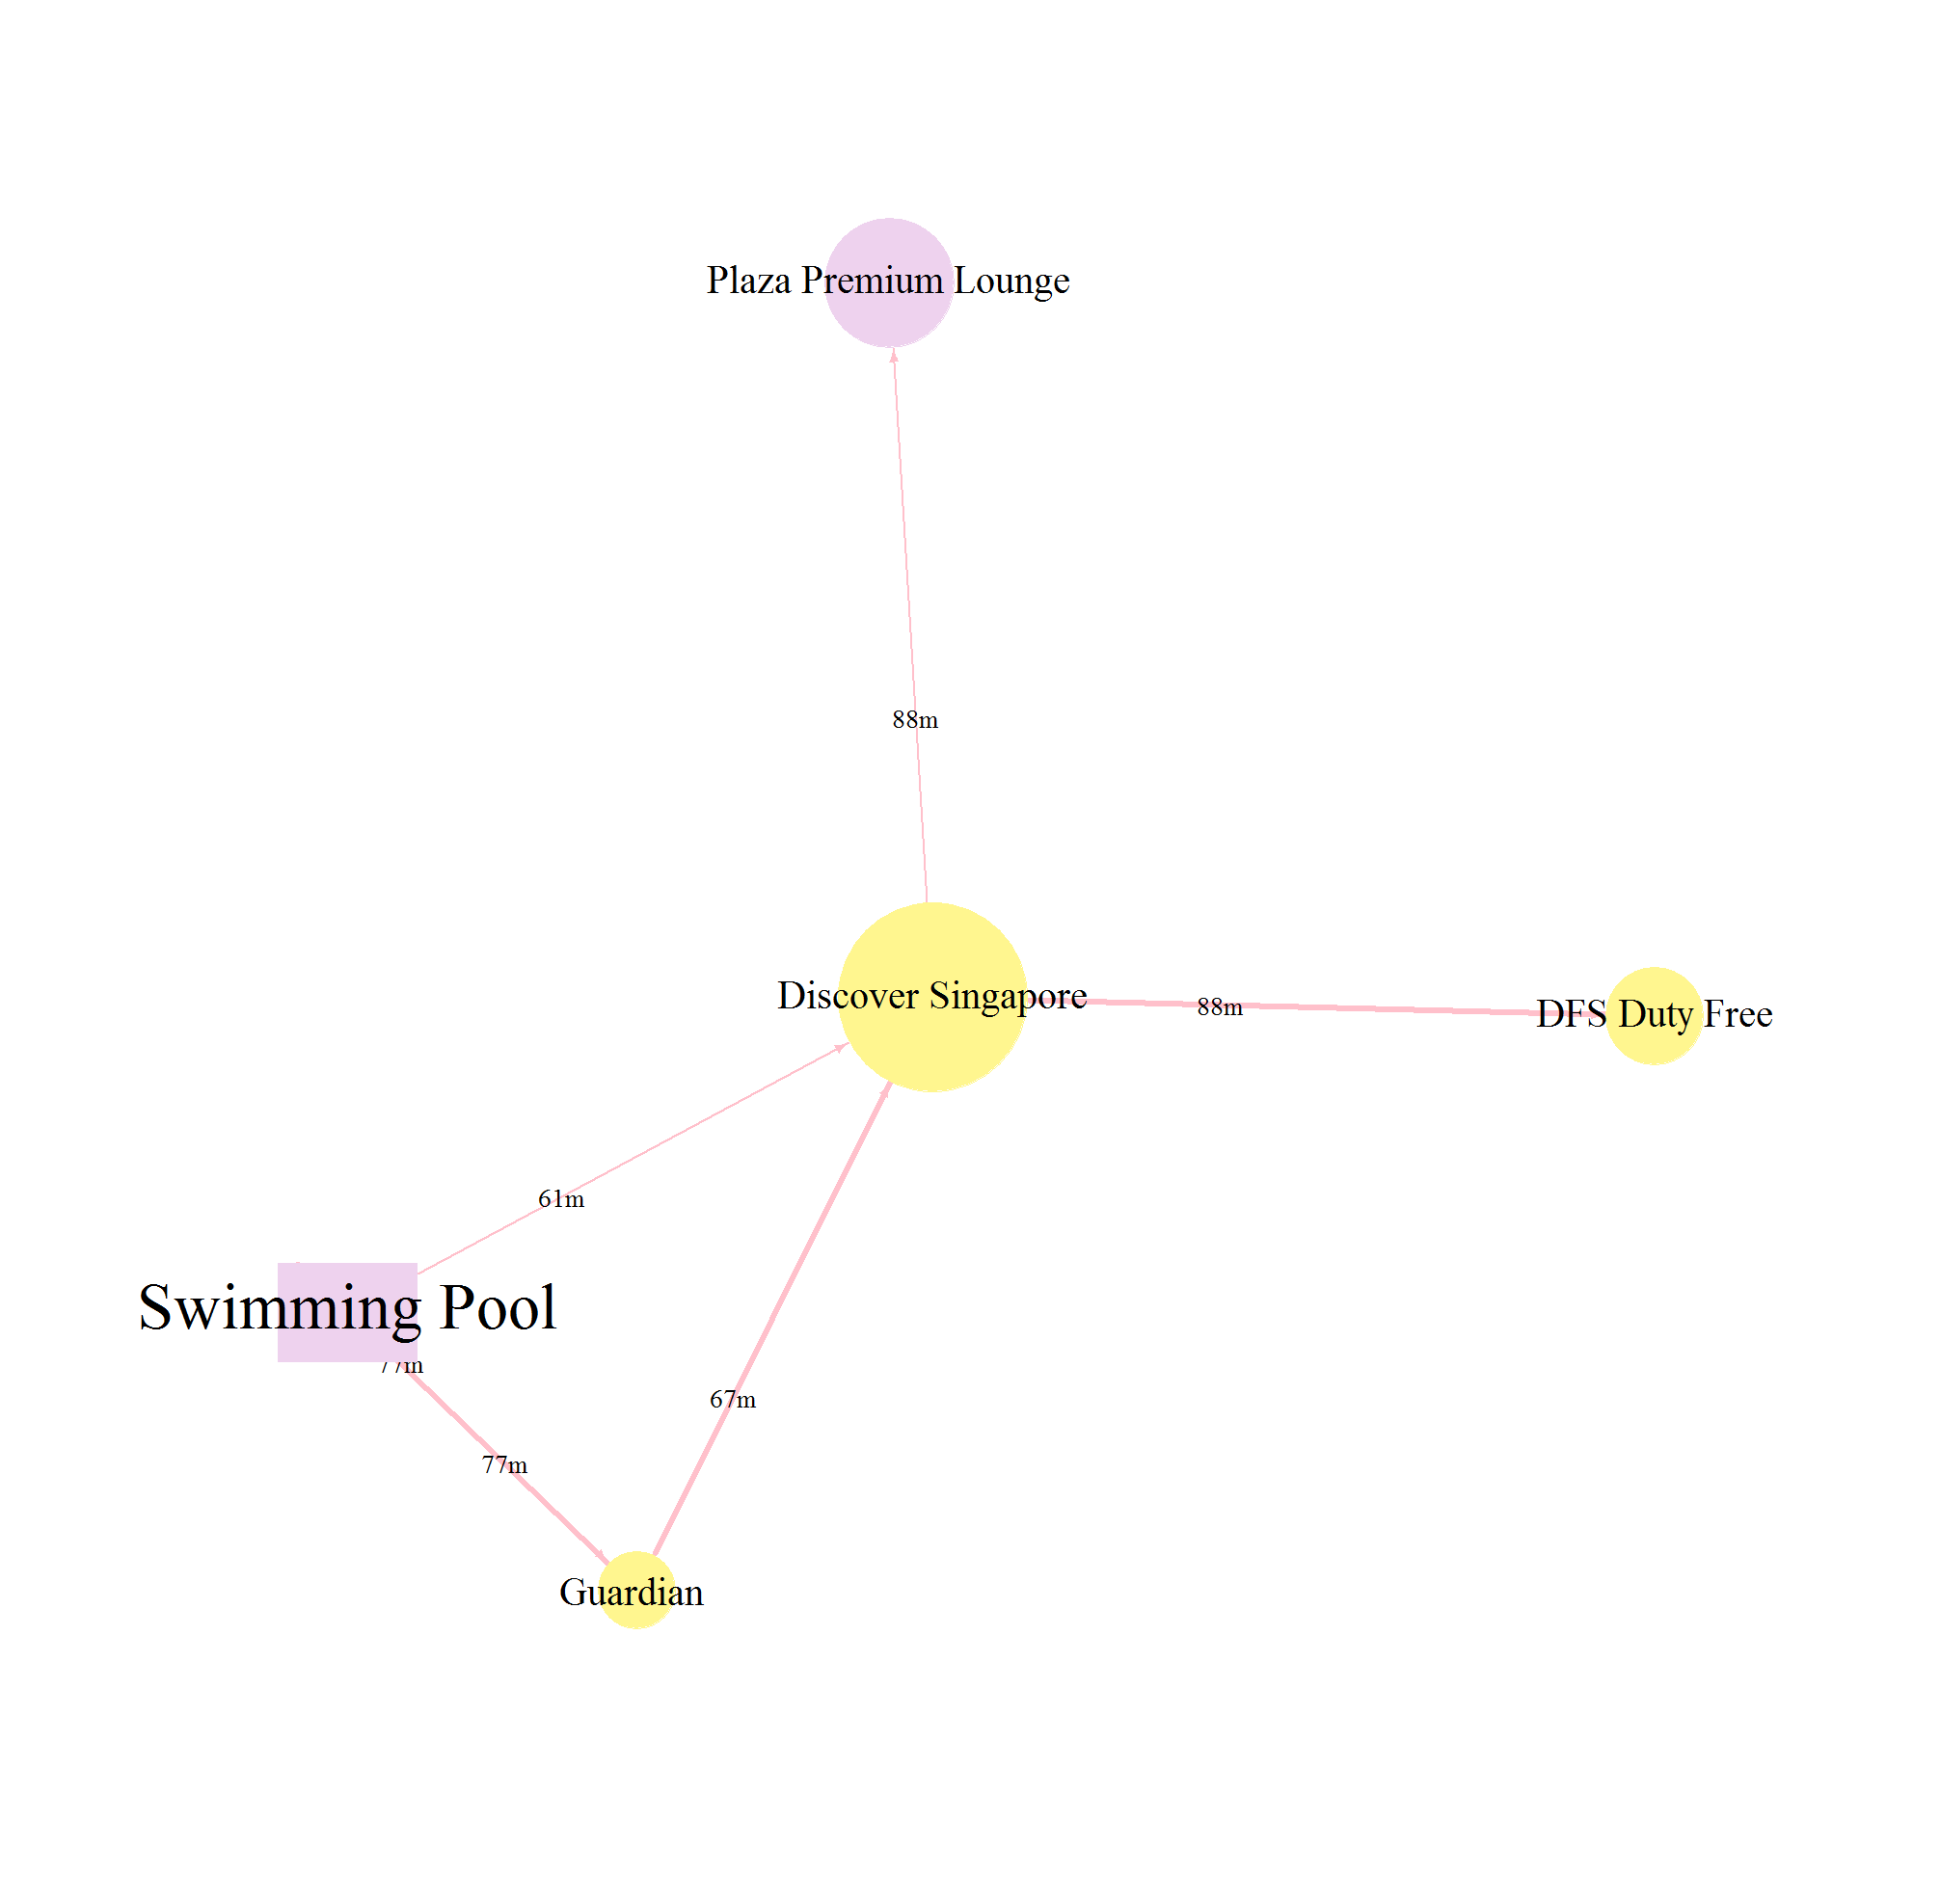 Plaza Premium Lounge
88m
Discover Singapore
88m
DFS Duty Free
61m
Swimming Pool
77m
67m
77m
Guardian